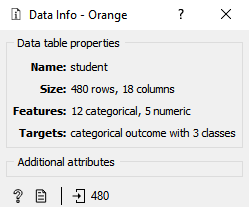 Data Info - Orange ?
Data table properties
Name: student
Size: 480 rows, 18 columns
Features: 12 categorical, 5 numeric
Targets: categorical outcome with 3 classes
Additional attributes
? 480